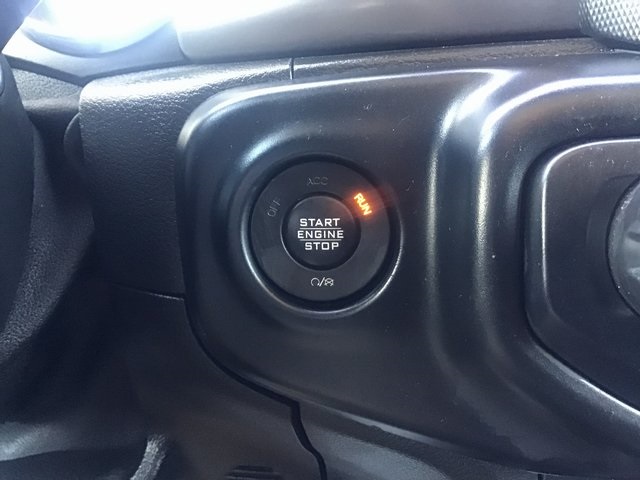 OFF ACC RUN
START
ENGINE
STOP